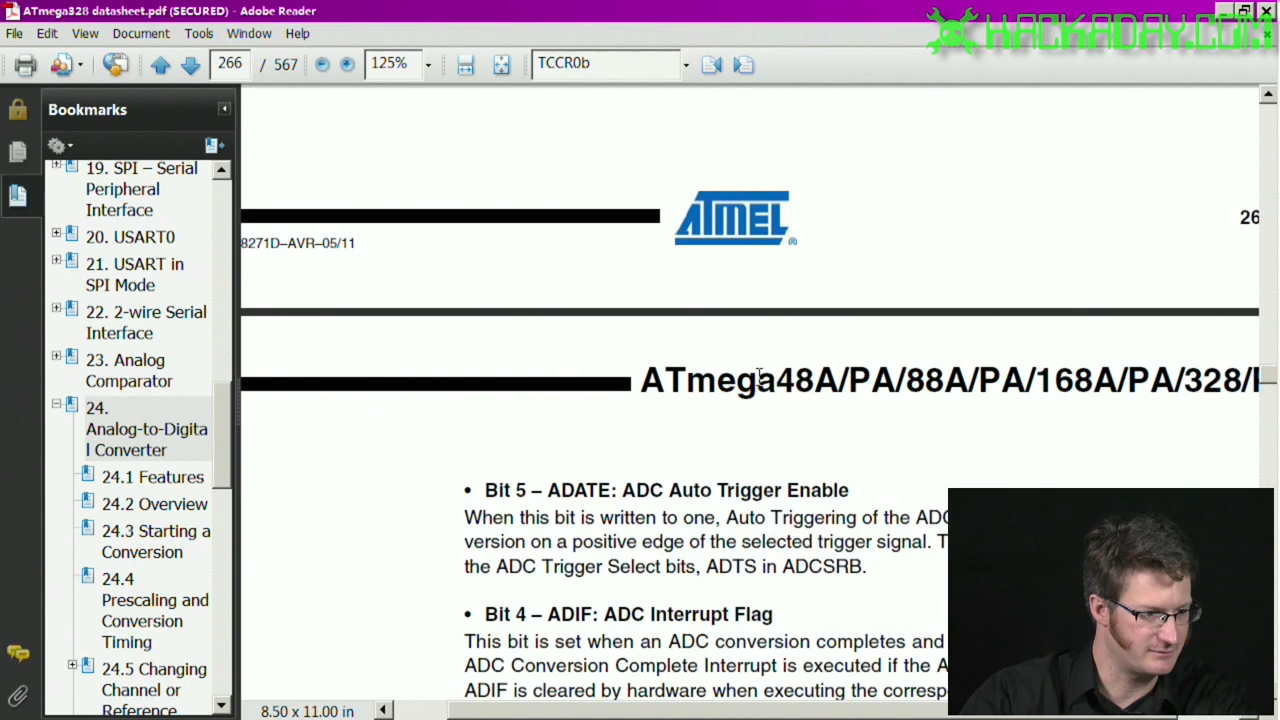 ATmega328 datasheet.pdf (SECURED) - Adobe Reader
File Edit View Document Tools Window Help
HACKADAY.COM
266 / 567 125% TCCR0b
Bookmarks
19. SPI – Serial
Peripheral
Interface
20. USART0
21. USART in
SPI Mode
22. 2-wire Serial
Interface
23. Analog
Comparator
24.
Analog-to-Digita
l Converter
24.1 Features
24.2 Overview
24.3 Starting a
Conversion
24.4
Prescaling and
Conversion
Timing
24.5 Changing
Channel or
Reference
ATMEL ®
26
8271D–AVR–05/11
ATmega48A/PA/88A/PA/168A/PA/328/
• Bit 5 – ADATE: ADC Auto Trigger Enable
When this bit is written to one, Auto Triggering of the ADC
version on a positive edge of the selected trigger signal. T
the ADC Trigger Select bits, ADTS in ADCSRB.
• Bit 4 – ADIF: ADC Interrupt Flag
This bit is set when an ADC conversion completes and
ADC Conversion Complete Interrupt is executed if the A
ADIF is cleared by hardware when executing the corresp
8.50 x 11.00 in